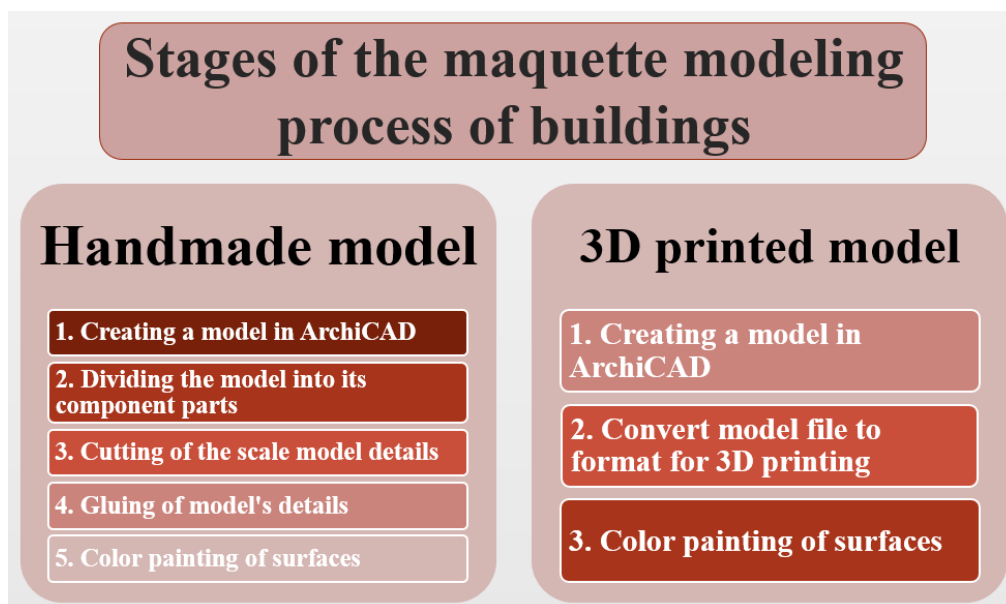 Stages of the maquette modeling
process of buildings
Handmade model
1. Creating a model in ArchiCAD
2. Dividing the model into its
component parts
3. Cutting of the scale model details
4. Gluing of model's details
5. Color painting of surfaces
3D printed model
1. Creating a model in
ArchiCAD
2. Convert model file to
format for 3D printing
3. Color painting of surfaces